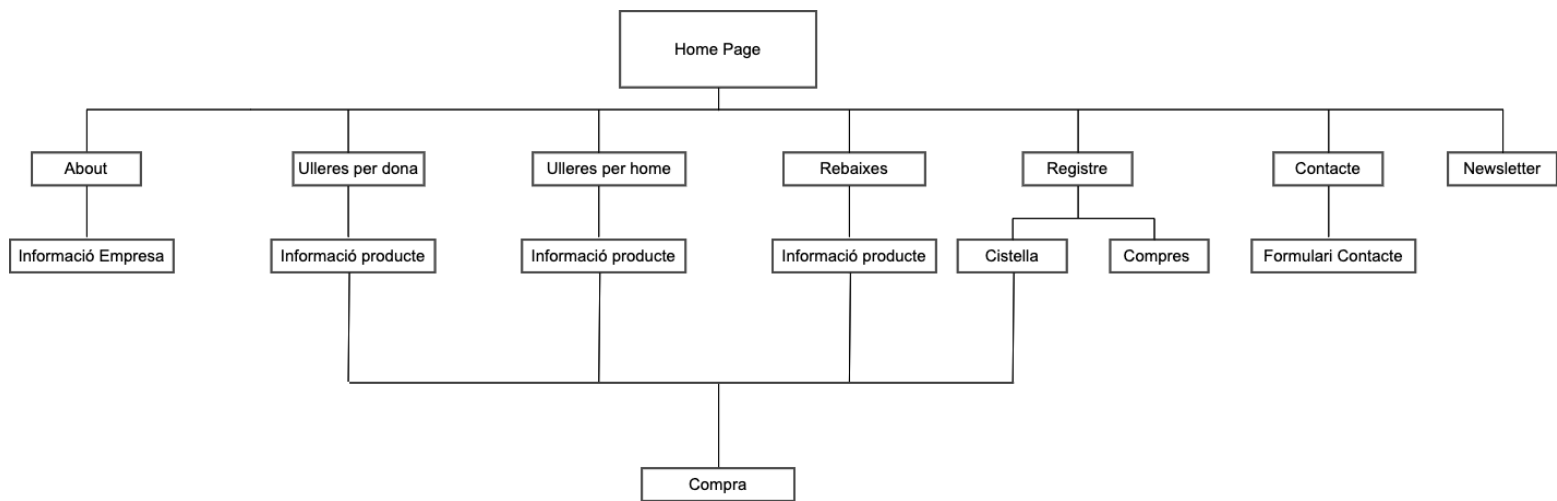 Home Page
About
Ulleres per dona
Ulleres per home
Rebaixes
Registre
Contacte
Newsletter
Informació Empresa
Informació producte
Informació producte
Informació producte
Cistella
Compres
Formulari Contacte
Compra